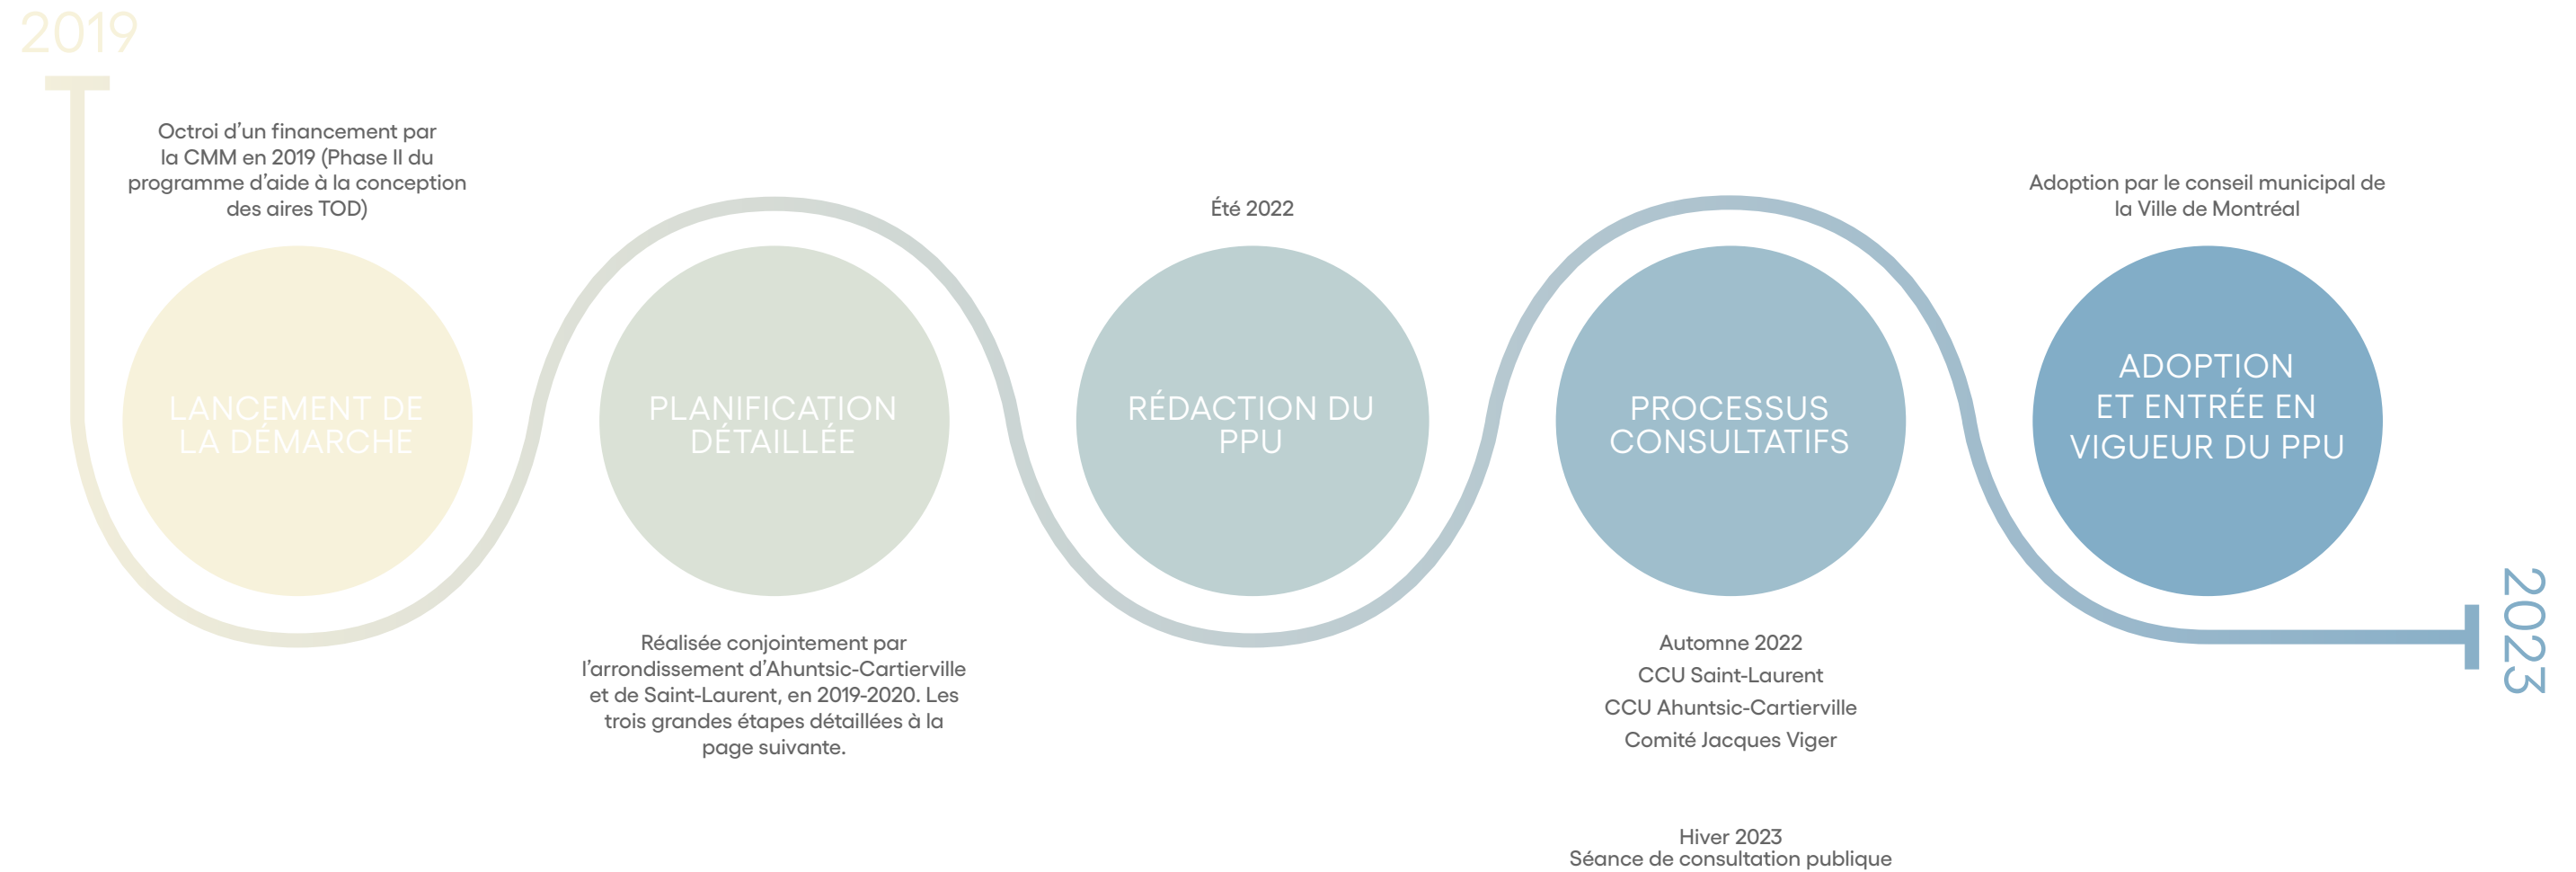 2019
Octroi d’un financement par
la CMM en 2019 (Phase II du
programme d’aide à la conception
des aires TOD)
LANCEMENT DE
LA DÉMARCHE
PLANIFICATION
DÉTAILLÉE
Réalisée conjointement par
l’arrondissement d’Ahuntsic-Cartierville
et de Saint-Laurent, en 2019-2020. Les
trois grandes étapes détaillées à la
page suivante.
Été 2022
RÉDACTION DU
PPU
PROCESSUS
CONSULTATIFS
Automne 2022
CCU Saint-Laurent
CCU Ahuntsic-Cartierville
Comité Jacques Viger
Hiver 2023
Séance de consultation publique
Adoption par le conseil municipal de
la Ville de Montréal
ADOPTION
ET ENTRÉE EN
VIGUEUR DU PPU
2023